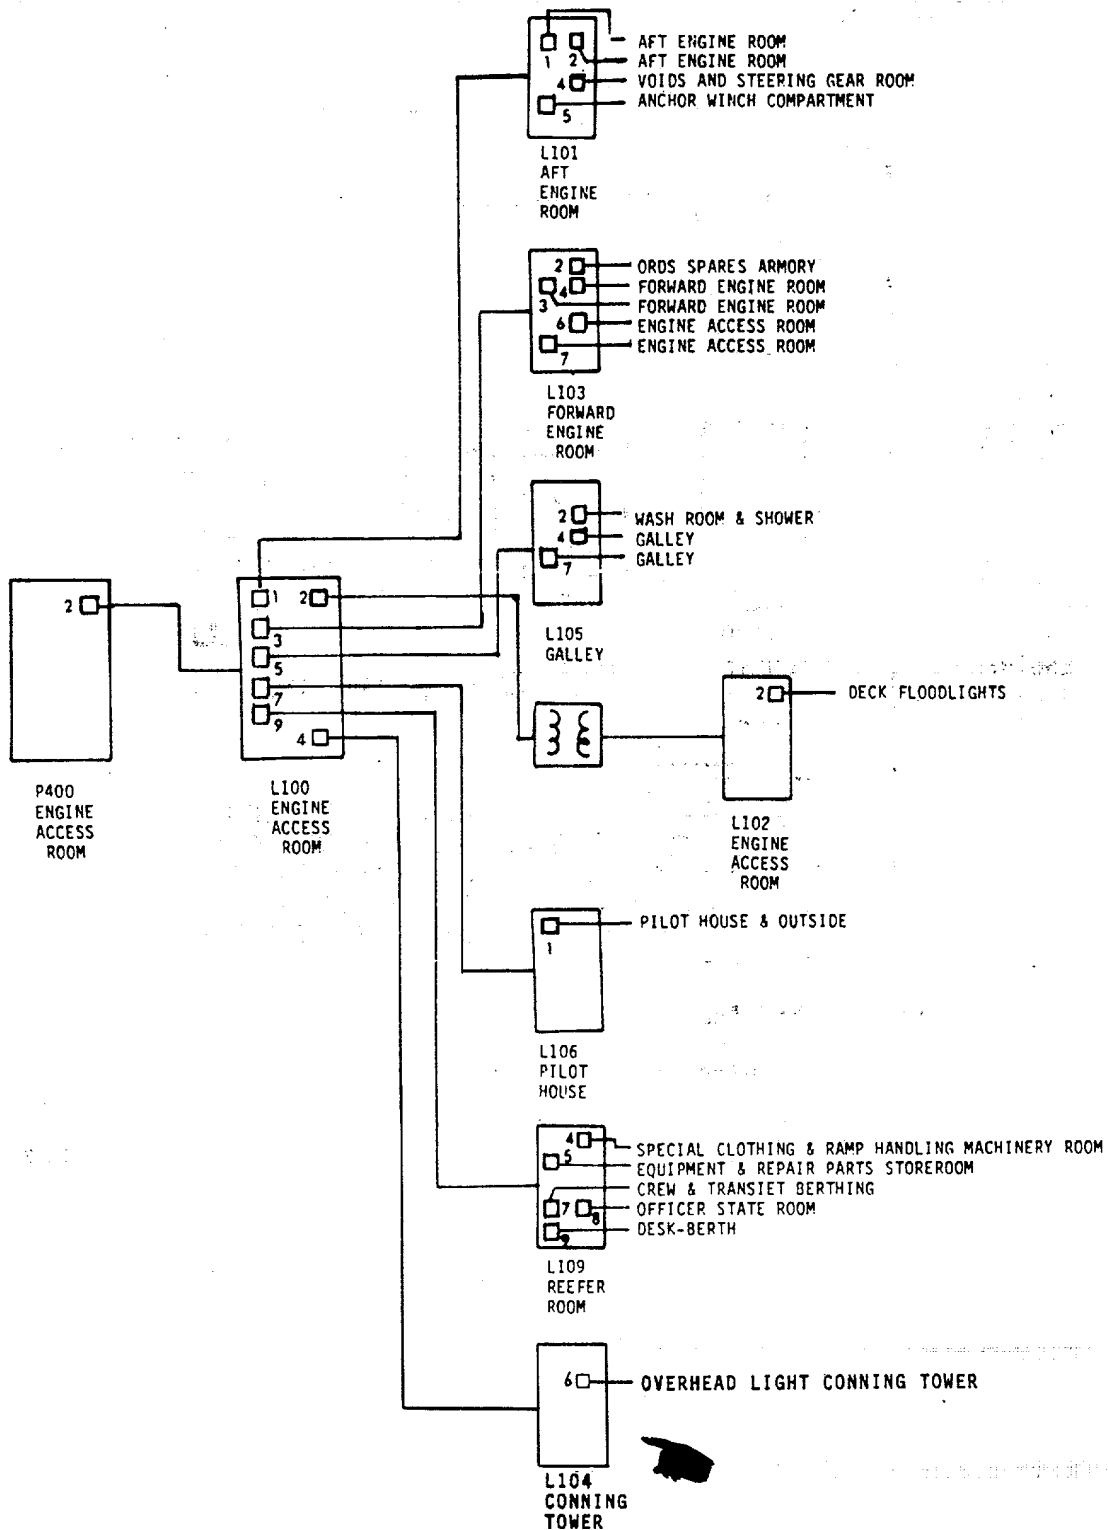 AFT ENGINE ROOM
1 2 AFT ENGINE ROOM
4 VOIDS AND STEERING GEAR ROOM
5 ANCHOR WINCH COMPARTMENT
L101
AFT
ENGINE
ROOM
2 ORDS SPARES ARMORY
4 FORWARD ENGINE ROOM
3 FORWARD ENGINE ROOM
6 ENGINE ACCESS ROOM
7 ENGINE ACCESS ROOM
L103
FORWARD
ENGINE
ROOM
2 WASH ROOM & SHOWER
4 GALLEY
7 GALLEY
L105
GALLEY
2
P400
ENGINE
ACCESS
ROOM
1 2
3
5
7
9
4
L100
ENGINE
ACCESS
ROOM
2 DECK FLOODLIGHTS
L102
ENGINE
ACCESS
ROOM
PILOT HOUSE & OUTSIDE
1
L106
PILOT
HOUSE
4 SPECIAL CLOTHING & RAMP HANDLING MACHINERY ROOM
5 EQUIPMENT & REPAIR PARTS STOREROOM
CREW & TRANSIET BERTHING
7 8 OFFICER STATE ROOM
9 DESK-BERTH
L109
REEFER
ROOM
6 OVERHEAD LIGHT CONNING TOWER
L104
CONNING
TOWER